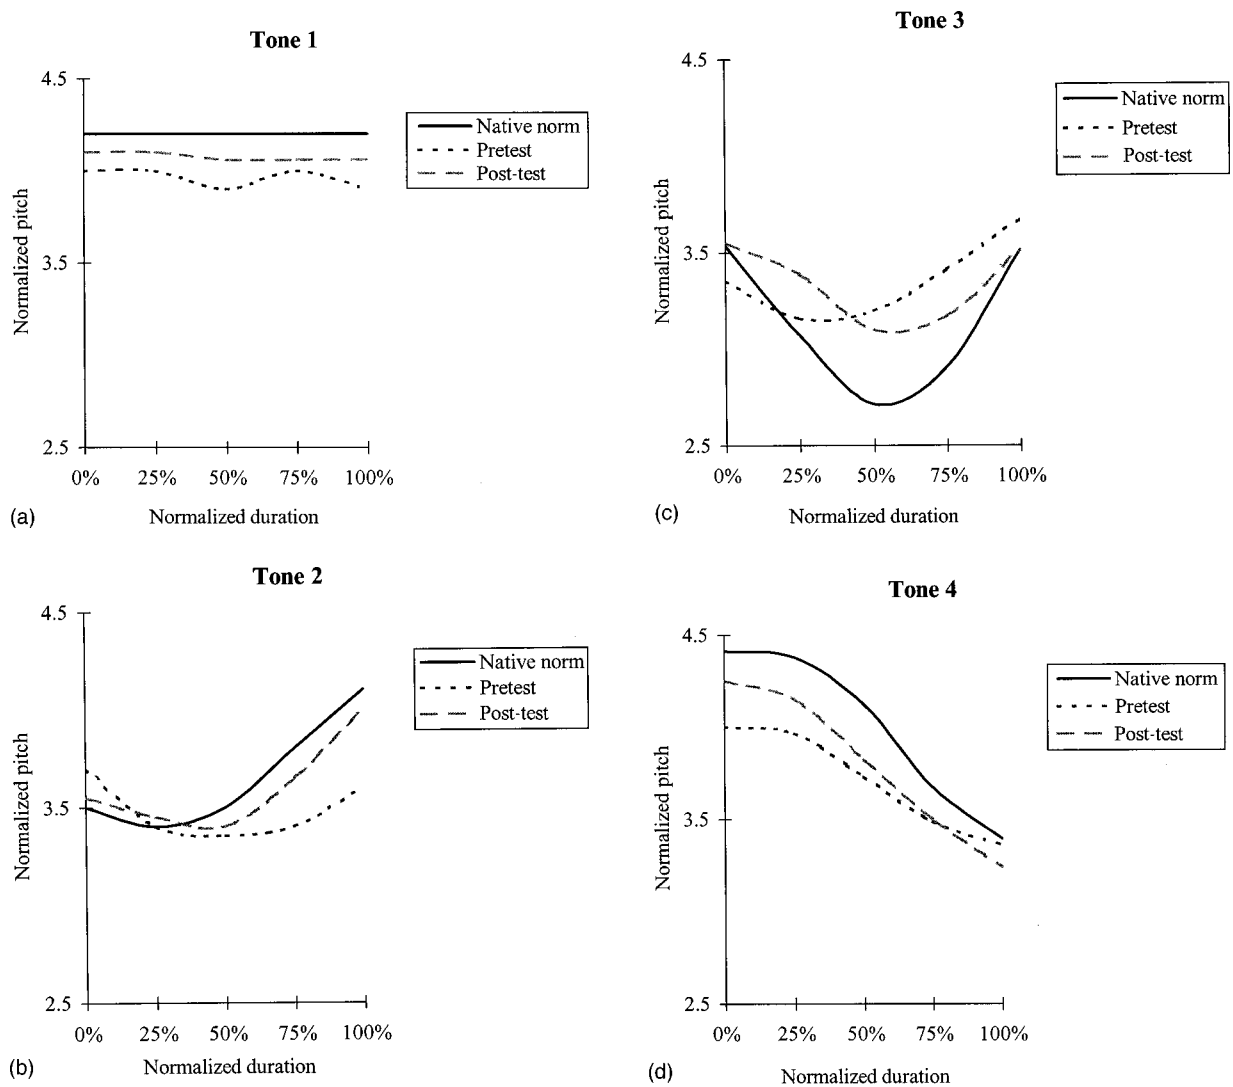 Tone 1
4.5
3.5
2.5
0% 25% 50% 75% 100%
Normalized pitch
Normalized duration
Native norm
Pretest
Post-test
(a)
Tone 2
4.5
3.5
2.5
0% 25% 50% 75% 100%
Normalized pitch
Normalized duration
Native norm
Pretest
Post-test
(b)
Tone 3
4.5
3.5
2.5
0% 25% 50% 75% 100%
Normalized pitch
Normalized duration
Native norm
Pretest
Post-test
(c)
Tone 4
4.5
3.5
2.5
0% 25% 50% 75% 100%
Normalized pitch
Normalized duration
Native norm
Pretest
Post-test
(d)